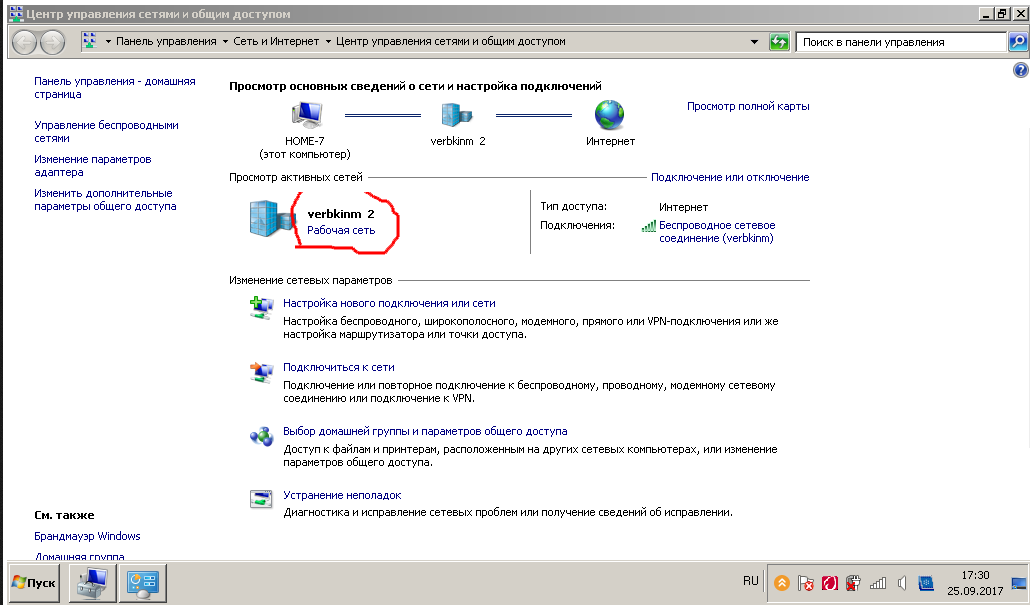 Центр управления сетями и общим доступом
Панель управления
Сеть и Интернет
Центр управления сетями и общим доступом
Поиск в панели управления
Панель управления - домашняя
страница
Управление беспроводными
сетями
Изменение параметров
адаптера
Изменить дополнительные
параметры общего доступа
См. также
Брандмауэр Windows
Домашняя группа
Просмотр основных сведений о сети и настройка подключений
HOME-7
(этот компьютер)
verbkinm 2
Интернет
Просмотр полной карты
Просмотр активных сетей
Подключение или отключение
verbkinm 2
Рабочая сеть
Тип доступа:
Интернет
Подключения:
Беспроводное сетевое
соединение (verbkinm)
Изменение сетевых параметров
Настройка нового подключения или сети
Настройка беспроводного, широкополосного, модемного, прямого или VPN-подключения или же
настройка маршрутизатора или точки доступа.
Подключиться к сети
Подключение или повторное подключение к беспроводному, проводному, модемному сетевому
соединению или подключение к VPN.
Выбор домашней группы и параметров общего доступа
Доступ к файлам и принтерам, расположенным на других сетевых компьютерах, или изменение
параметров общего доступа.
Устранение неполадок
Диагностика и исправление сетевых проблем или получение сведений об исправлении.
Пуск
RU
17:30
25.09.2017